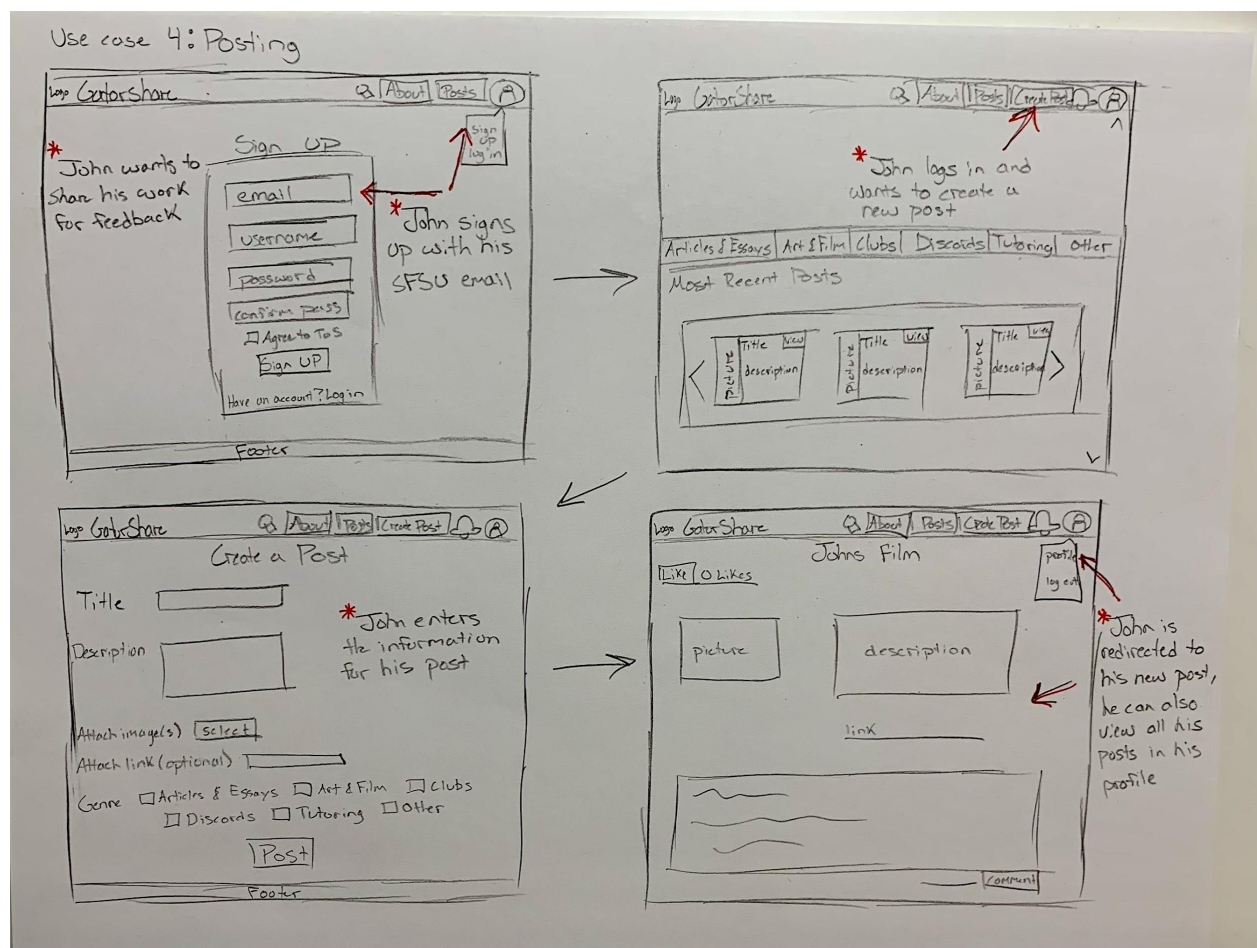 Use case 4: Posting
Logo GatorShare
About
Posts
Sign
up
log in
* John wants to
share his work
for feedback
Sign UP
email
username
password
confirm pass
Agree to ToS
Sign UP
Have an account? Log in
* John signs
up with his
SFSU email
Footer
Logo GatorShare
About
Posts
Create Post
* John logs in and
wants to create a
new post
Articles & Essays Art & Film Clubs Discords Tutoring Other
Most Recent Posts
picture
Title
view
description
picture
Title
view
description
picture
Title
view
description
Logo GatorShare
About
Posts
Create Post
Create a Post
Title
Description
* John enters
the information
for his post
Attach image(s) select
Attach link (optional)
Genre Articles & Essays Art & Film Clubs
Discords Tutoring Other
Post
Footer
Logo GatorShare
About
Posts
Create Post
Johns Film
profile
log out
Like 0 Likes
picture
description
link
comment
* John is
redirected to
his new post,
he can also
view all his
posts in his
profile